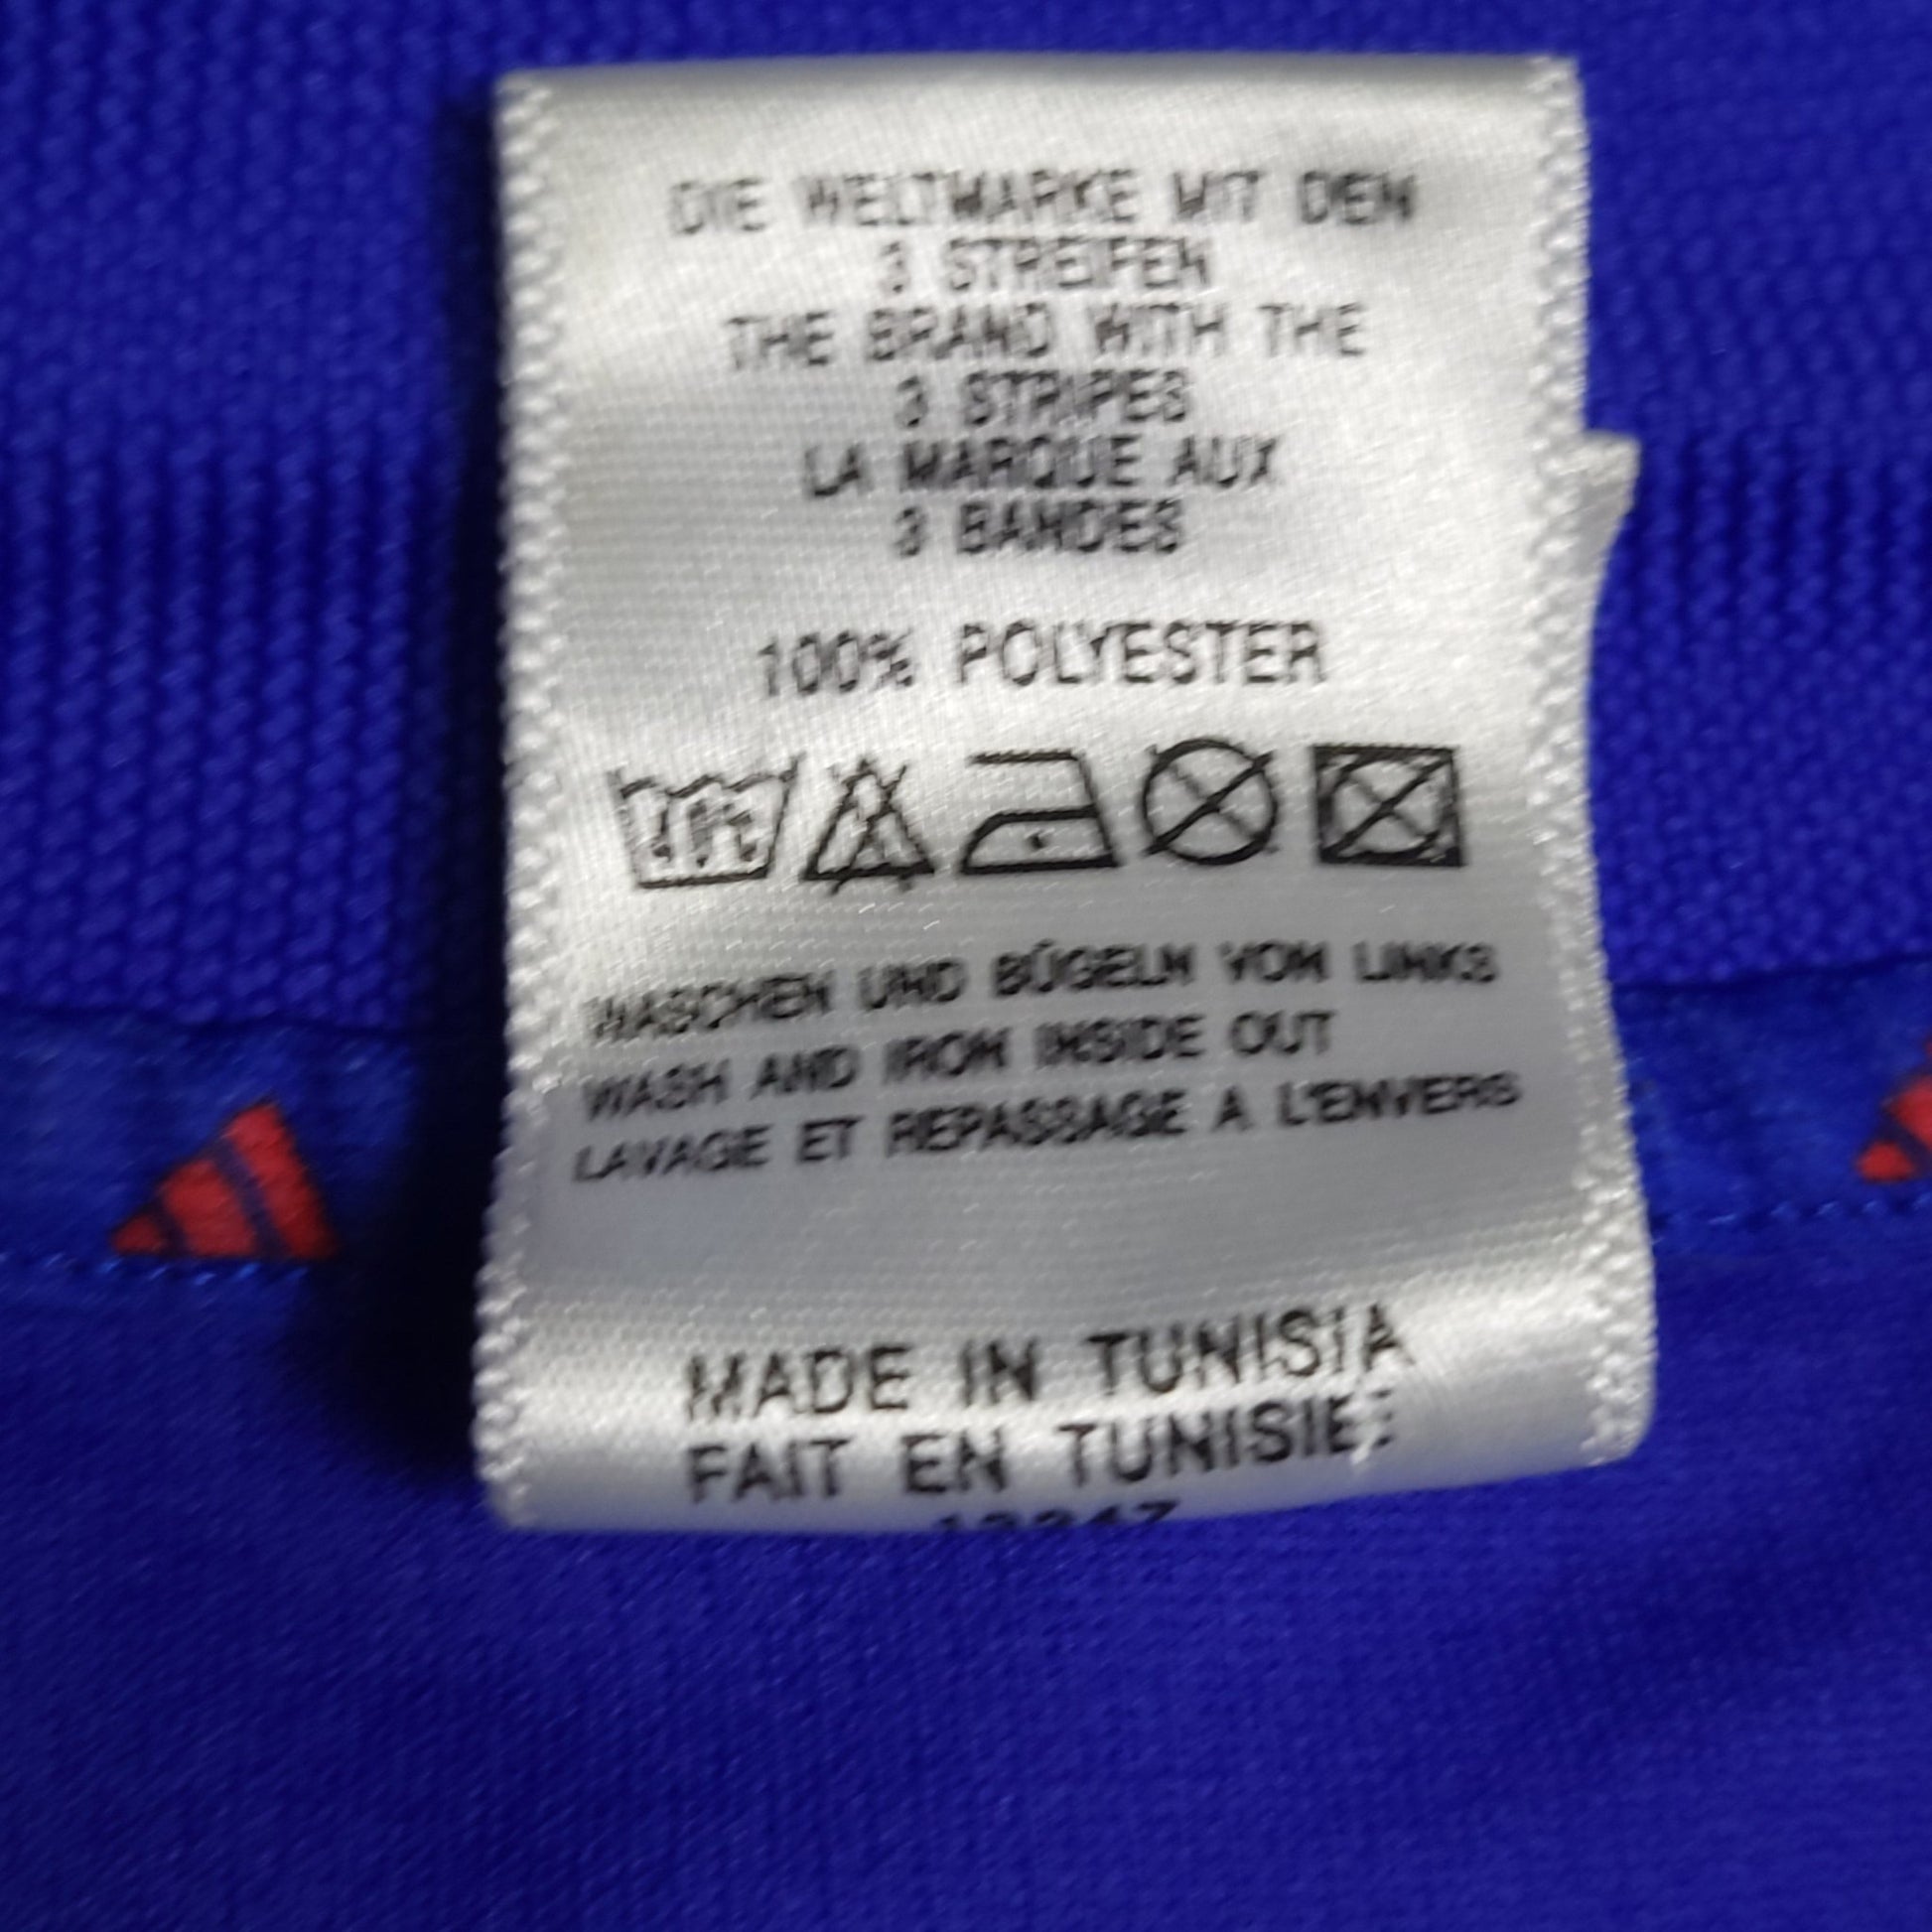 DIE WELTMARKE MIT DEN
3 STREIFEN
THE BRAND WITH THE
3 STRIPES
LA MARQUE AUX
3 BANDES
100% POLYESTER
WASCHEN UND BÜGELN VON LINKS
WASH AND IRON INSIDE OUT
LAVAGE ET REPASSAGE A L'ENVERS
MADE IN TUNISIA
FAIT EN TUNISIE